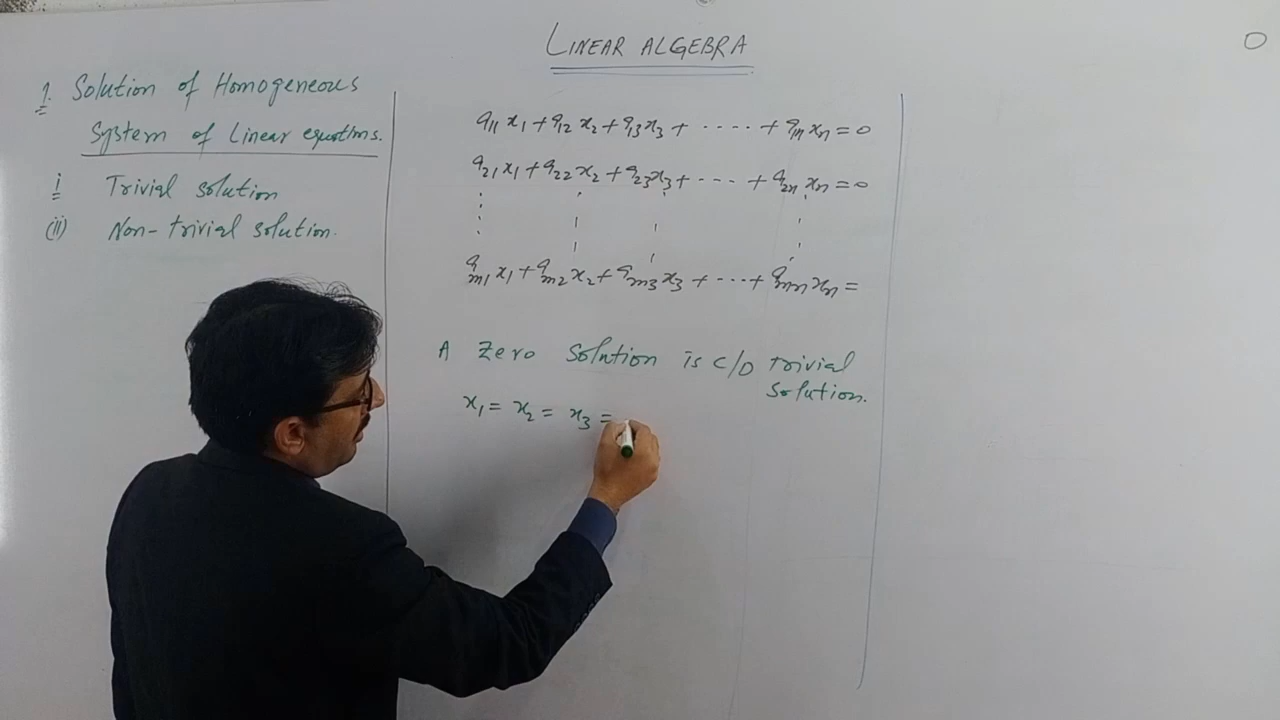 LINEAR ALGEBRA
1. Solution of Homogeneous
System of Linear equations.
i Trivial solution
(ii) Non-trivial solution.
a11 x1 + a12 x2 + a13 x3 + ..... + a1n xn = 0
a21 x1 + a22 x2 + a23 x3 + .... + a2n xn = 0
am1 x1 + am2 x2 + am3 x3 + .... + amn xn =
A Zero Solution is C/D trivial
Solution.
x1 = x2 = x3 =